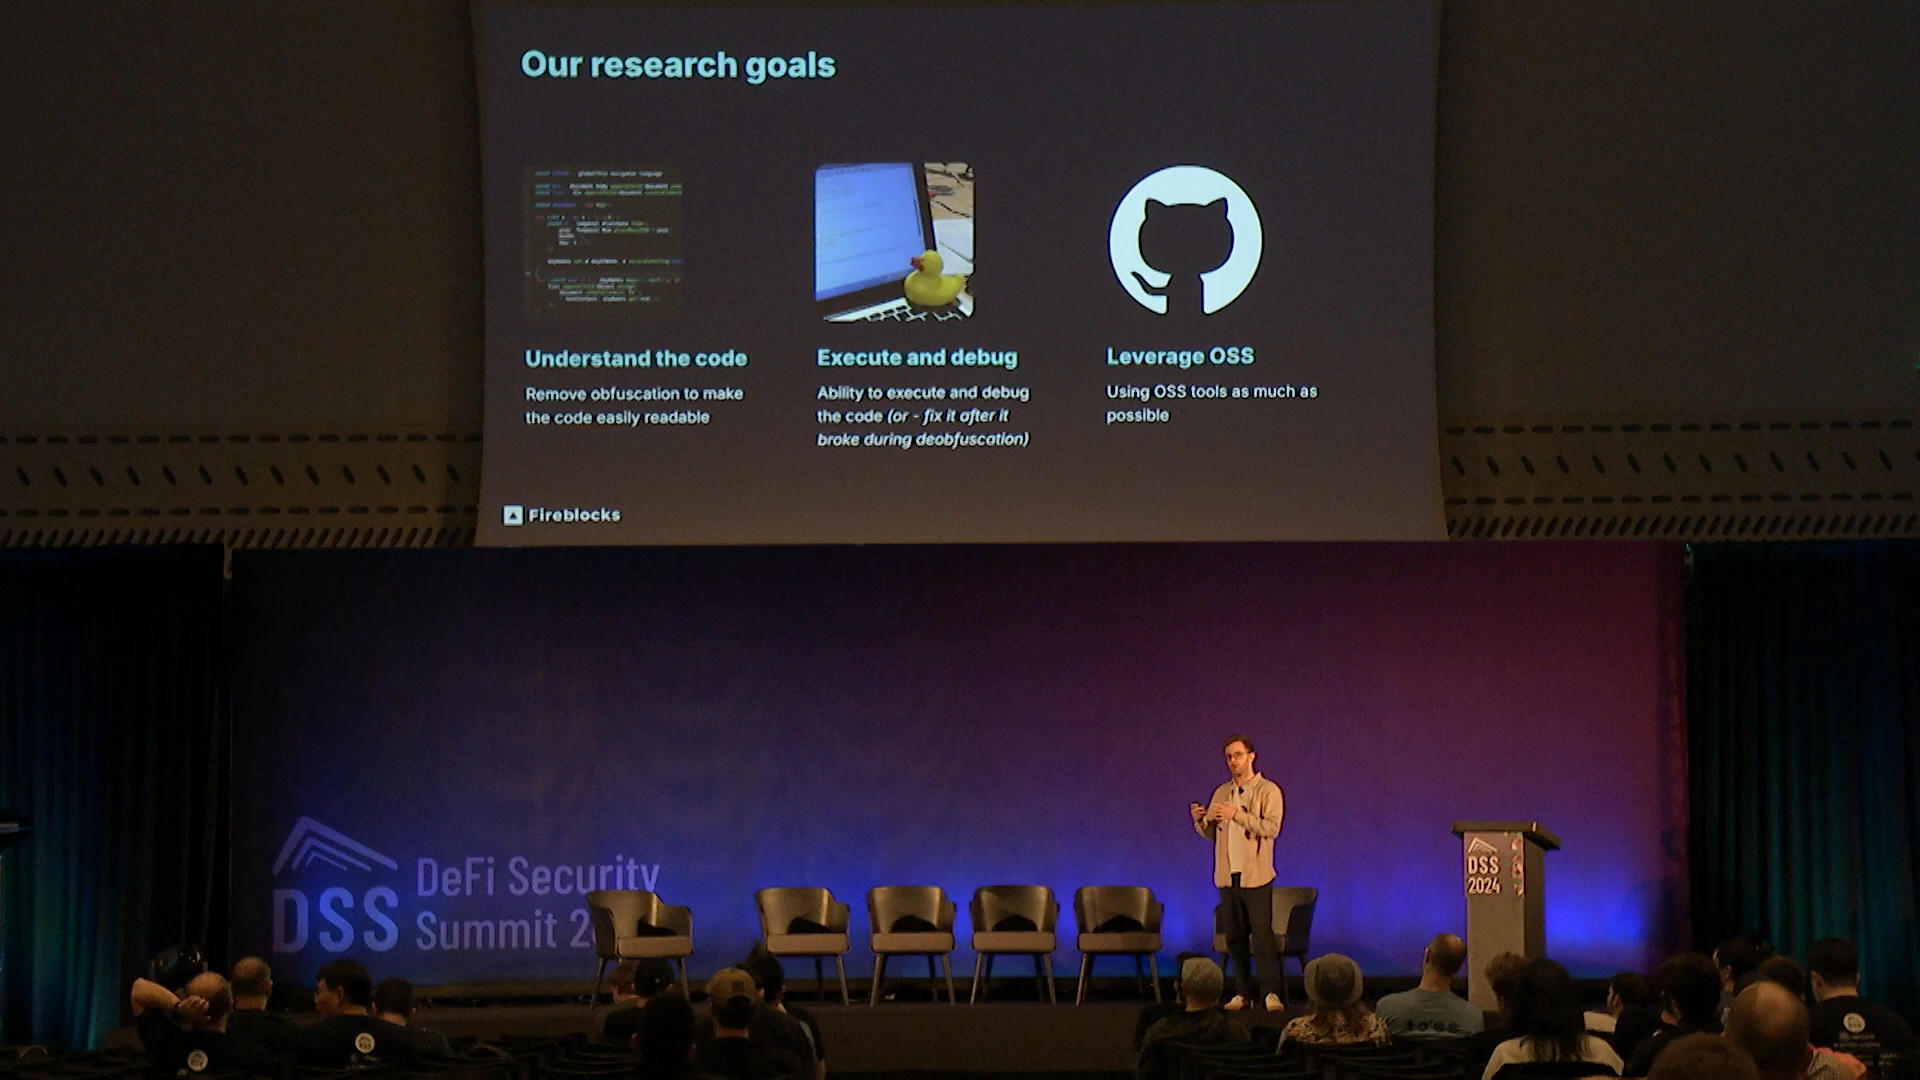 Our research goals
Understand the code
Remove obfuscation to make
the code easily readable
Execute and debug
Ability to execute and debug
the code (or - fix it after it
broke during deobfuscation)
Leverage OSS
Using OSS tools as much as
possible
Fireblocks
DSS
DeFi Security
Summit 2
DSS
2024